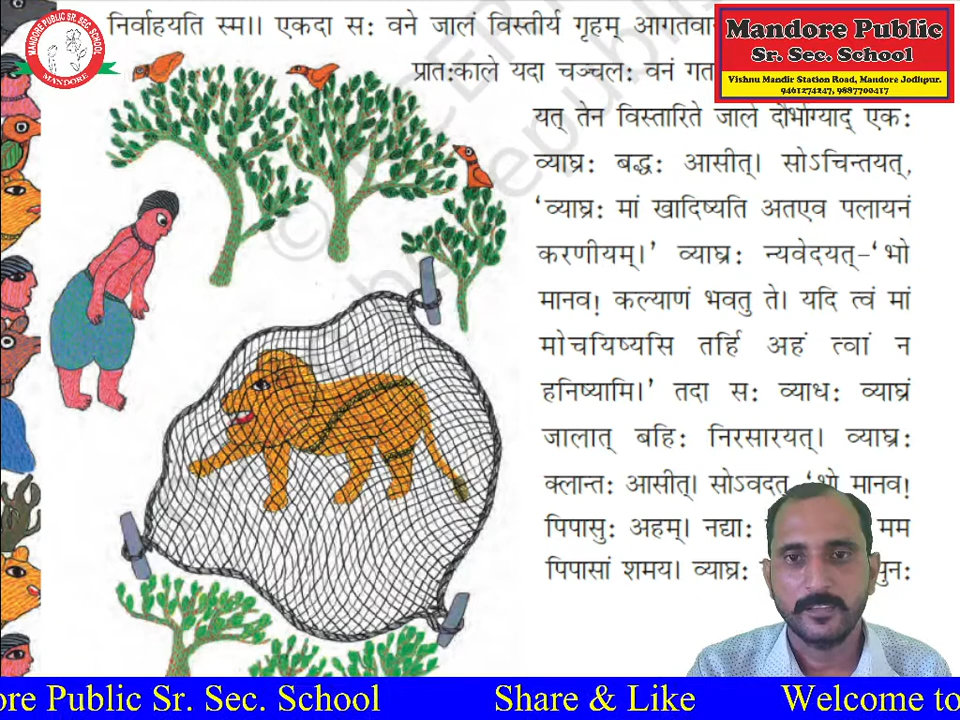 निर्वाहयति स्म॥ एकदा सः वने जालं विस्तीर्य गृहम्
प्रातःकाले यदा चञ्चलः वनं
यत् तेन विस्तारिते जाले दौर्भाग्याद् एकः
व्याघ्रः बद्धः आसीत्। सोऽचिन्तयत्,
‘व्याघ्रः मां खादिष्यति अतएव पलायनं
करणीयम्।’ व्याघ्रः न्यवेदयत्-‘भो
मानव! कल्याणं भवतु ते। यदि त्वं मां
मोचयिष्यसि तर्हि अहं त्वां न
हनिष्यामि।’ तदा सः व्याधः व्याघ्रं
जालात् बहिः निरसारयत्। व्याघ्रः
क्लान्तः आसीत्। सोऽवदत्, ‘भो मानव!
पिपासुः अहम्। नद्याः मम
पिपासां शमय। व्याघ्रः पुनः
MANDORE PUBLIC SR. SEC. SCHOOL
MANDORE
Mandore Public
Sr. Sec. School
Vishnu Mandir Station Road, Mandore Jodhpur.
9461274247, 9887700417
ore Public Sr. Sec. School Share & Like Welcome to